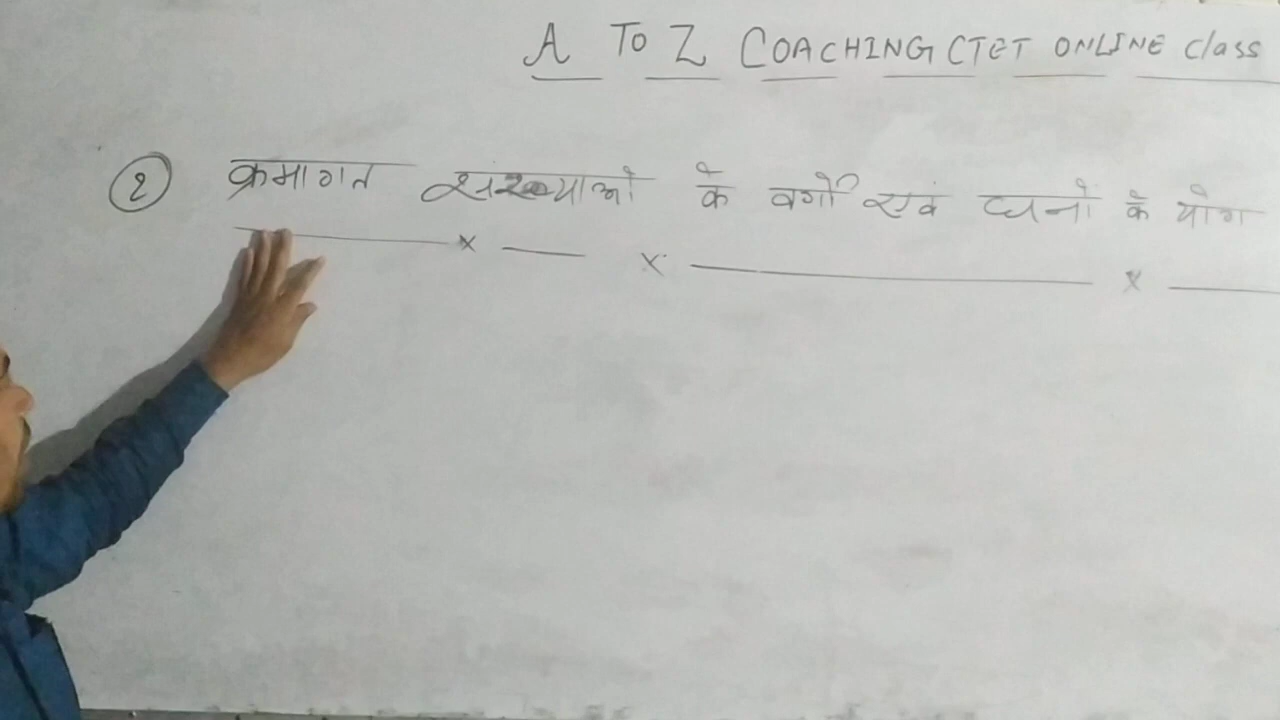 A TO Z COACHING CTET ONLINE Class
② क्रमागत संख्याओं के वर्गों एवं घनों के योग